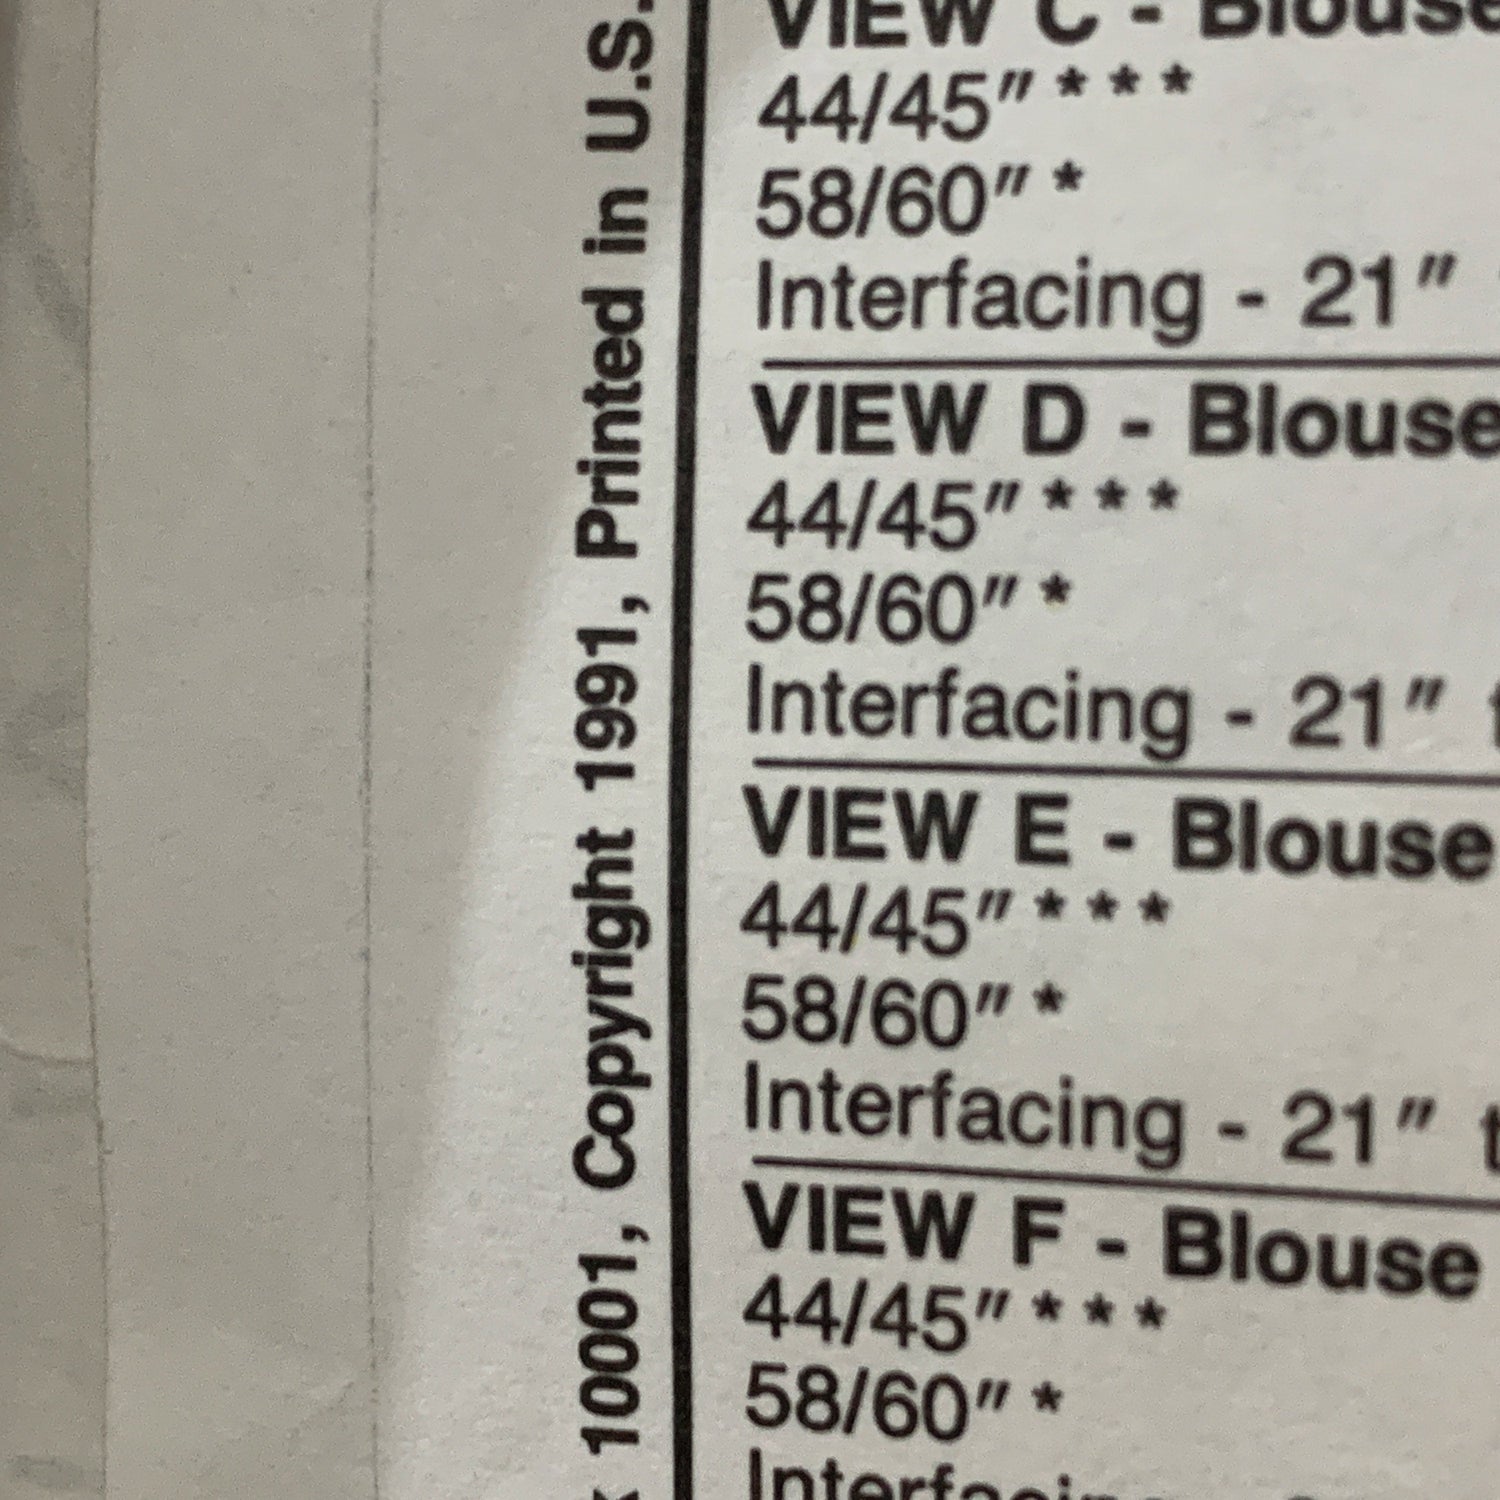 x 10001, Copyright 1991, Printed in U.S.
VIEW C - Blouse
44/45" * * *
58/60" *
Interfacing - 21"
VIEW D - Blouse
44/45" * * *
58/60" *
Interfacing - 21"
VIEW E - Blouse
44/45" * * *
58/60" *
Interfacing - 21" t
VIEW F - Blouse
44/45" * * *
58/60" *
Interfacing